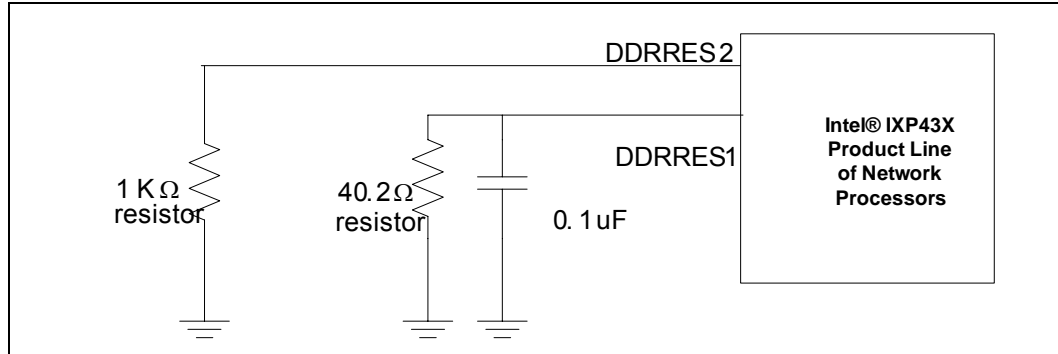 DDRRES2
Intel® IXP43X
Product Line
of Network
Processors
DDRRES1
1 KΩ
resistor
40.2Ω
resistor
0.1uF